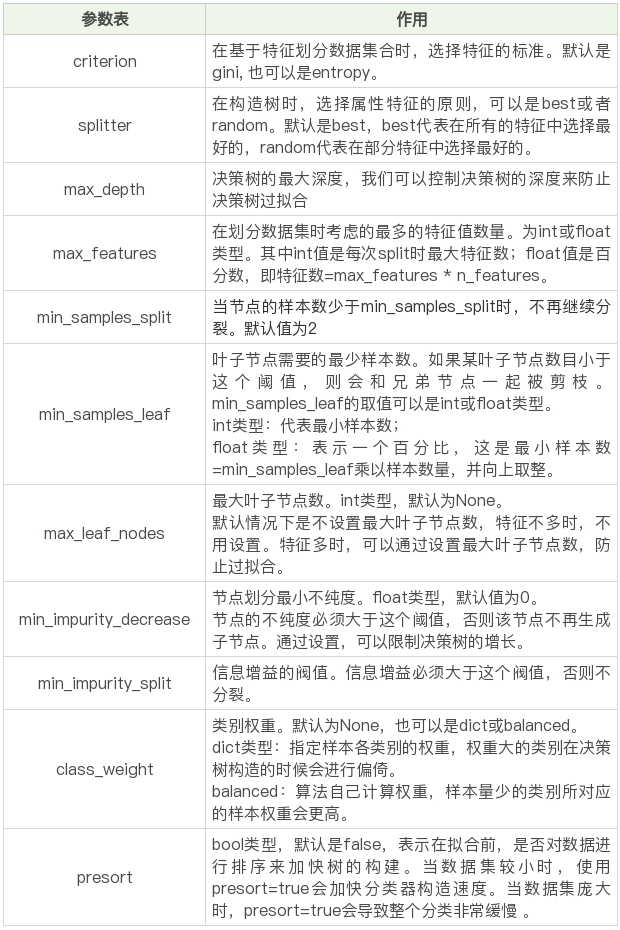 参数表
作用
criterion
在基于特征划分数据集合时，选择特征的标准。默认是
gini, 也可以是entropy。
splitter
在构造树时，选择属性特征的原则，可以是best或者
random。默认是best，best代表在所有的特征中选择最
好的，random代表在部分特征中选择最好的。
max_depth
决策树的最大深度，我们可以控制决策树的深度来防止
决策树过拟合
max_features
在划分数据集时考虑的最多的特征值数量。为int或float
类型。其中int值是每次split时最大特征数；float值是百
分数，即特征数=max_features * n_features。
min_samples_split
当节点的样本数少于min_samples_split时，不再继续分
裂。默认值为2
min_samples_leaf
叶子节点需要的最少样本数。如果某叶子节点数目小于
这个阈值，则会和兄弟节点一起被剪枝。
min_samples_leaf的取值可以是int或float类型。
int类型：代表最小样本数；
float类型：表示一个百分比，这是最小样本数
=min_samples_leaf乘以样本数量，并向上取整。
max_leaf_nodes
最大叶子节点数。int类型，默认为None。
默认情况下是不设置最大叶子节点数，特征不多时，不
用设置。特征多时，可以通过设置最大叶子节点数，防
止过拟合。
min_impurity_decrease
节点划分最小不纯度。float类型，默认值为0。
节点的不纯度必须大于这个阈值，否则该节点不再生成
子节点。通过设置，可以限制决策树的增长。
min_impurity_split
信息增益的阀值。信息增益必须大于这个阀值，否则不
分裂。
class_weight
类别权重。默认为None，也可以是dict或balanced。
dict类型：指定样本各类别的权重，权重大的类别在决策
树构造的时候会进行偏倚。
balanced：算法自己计算权重，样本量少的类别所对应
的样本权重会更高。
presort
bool类型，默认是false，表示在拟合前，是否对数据进
行排序来加快树的构建。当数据集较小时，使用
presort=true会加快分类器构造速度。当数据集庞大
时，presort=true会导致整个分类非常缓慢 。